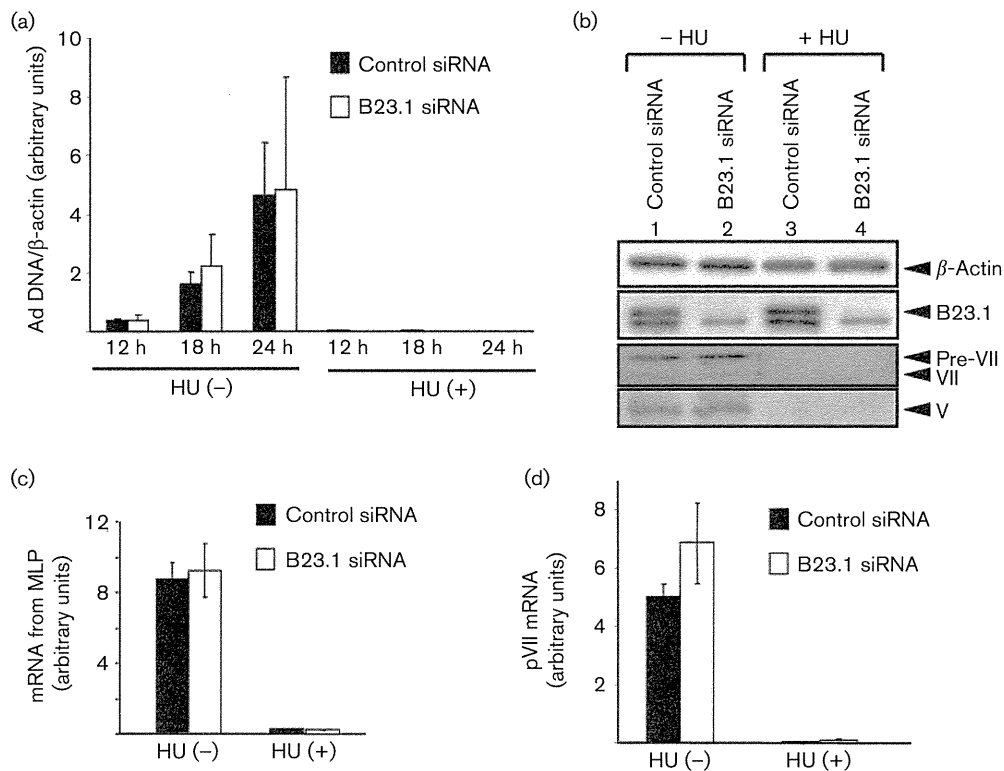 (a)
Ad DNA/β-actin (arbitrary units)
10
8
6
4
2
Control siRNA
B23.1 siRNA
12 h
18 h
24 h
12 h
18 h
24 h
HU (–)
HU (+)
(b)
– HU
+ HU
Control siRNA
B23.1 siRNA
Control siRNA
B23.1 siRNA
1
2
3
4
β-Actin
B23.1
Pre-VII
VII
V
(c)
mRNA from MLP
(arbitrary units)
12
8
4
Control siRNA
B23.1 siRNA
HU (–)
HU (+)
(d)
pVII mRNA
(arbitrary units)
8
6
4
2
Control siRNA
B23.1 siRNA
HU (–)
HU (+)